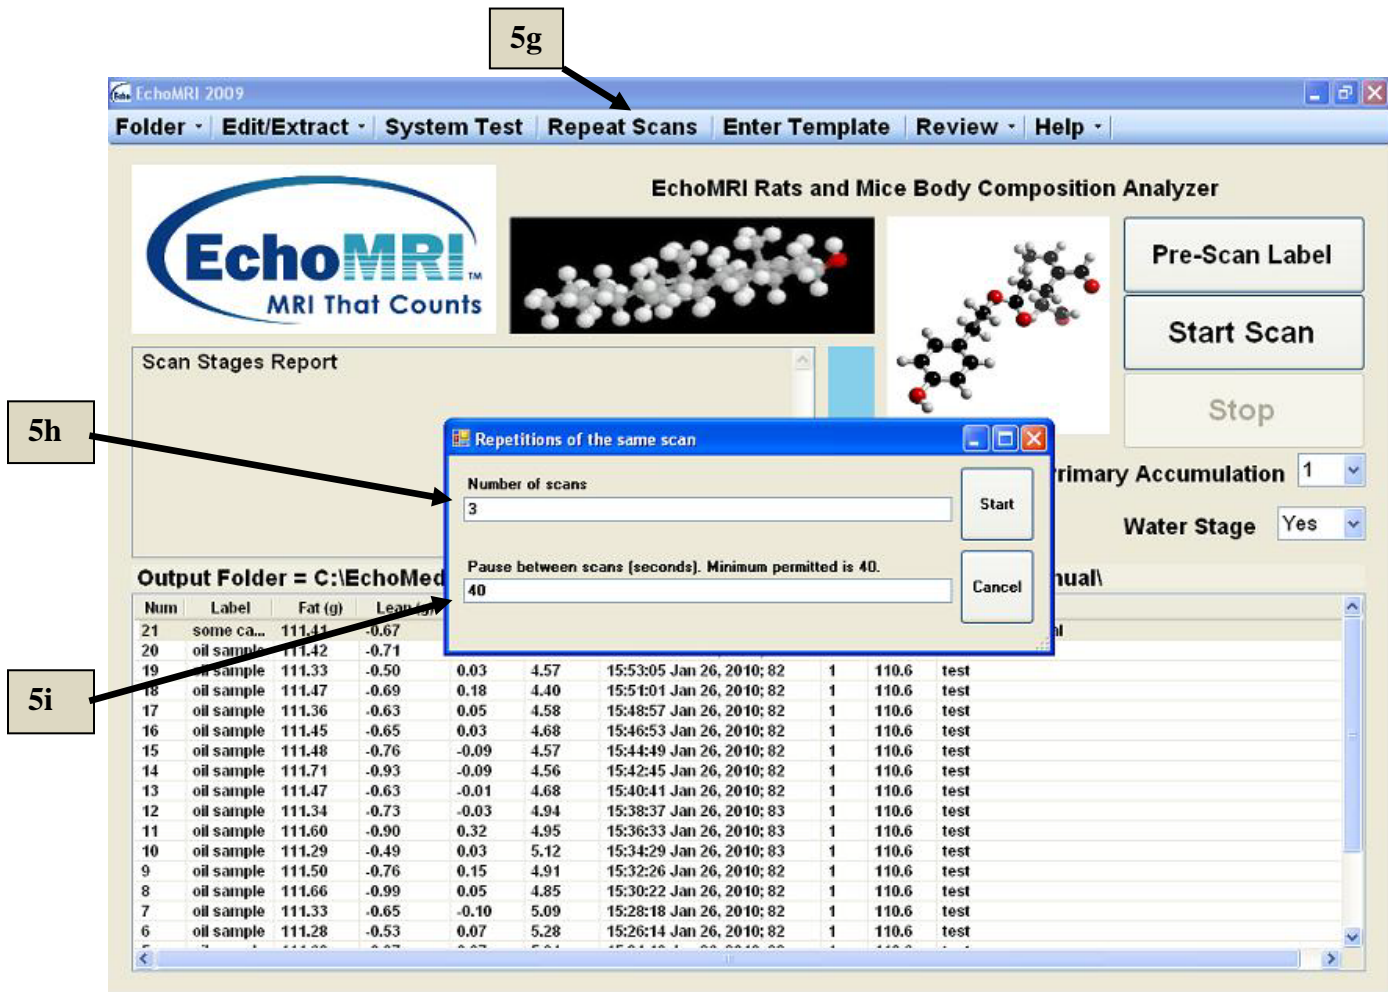 5g
EchoMRI 2009
Folder Edit/Extract System Test Repeat Scans Enter Template Review Help
EchoMRI Rats and Mice Body Composition Analyzer
EchoMRI™
MRI That Counts
Pre-Scan Label
Start Scan
Stop
Scan Stages Report
5h
Repetitions of the same scan
Number of scans
3
Start
Pause between scans (seconds). Minimum permitted is 40.
40
Cancel
Primary Accumulation 1
Water Stage Yes
Output Folder = C:\EchoMed
Num Label Fat (g) Lean (g)
21 some ca... 111.41 -0.67
20 oil sample 111.42 -0.71
19 oil sample 111.33 -0.50 0.03 4.57 15:53:05 Jan 26, 2010; 82 1 110.6 test
5i
18 oil sample 111.47 -0.69 0.18 4.40 15:51:01 Jan 26, 2010; 82 1 110.6 test
17 oil sample 111.36 -0.63 0.05 4.58 15:48:57 Jan 26, 2010; 82 1 110.6 test
16 oil sample 111.45 -0.65 0.03 4.68 15:46:53 Jan 26, 2010; 82 1 110.6 test
15 oil sample 111.48 -0.76 -0.09 4.57 15:44:49 Jan 26, 2010; 82 1 110.6 test
14 oil sample 111.71 -0.93 -0.09 4.56 15:42:45 Jan 26, 2010; 82 1 110.6 test
13 oil sample 111.47 -0.63 -0.01 4.68 15:40:41 Jan 26, 2010; 82 1 110.6 test
12 oil sample 111.34 -0.73 -0.03 4.94 15:38:37 Jan 26, 2010; 83 1 110.6 test
11 oil sample 111.60 -0.90 0.32 4.95 15:36:33 Jan 26, 2010; 83 1 110.6 test
10 oil sample 111.29 -0.49 0.03 5.12 15:34:29 Jan 26, 2010; 83 1 110.6 test
9 oil sample 111.50 -0.76 0.15 4.91 15:32:26 Jan 26, 2010; 82 1 110.6 test
8 oil sample 111.66 -0.99 0.05 4.85 15:30:22 Jan 26, 2010; 82 1 110.6 test
7 oil sample 111.33 -0.65 -0.10 5.09 15:28:18 Jan 26, 2010; 82 1 110.6 test
6 oil sample 111.28 -0.53 0.07 5.28 15:26:14 Jan 26, 2010; 82 1 110.6 test